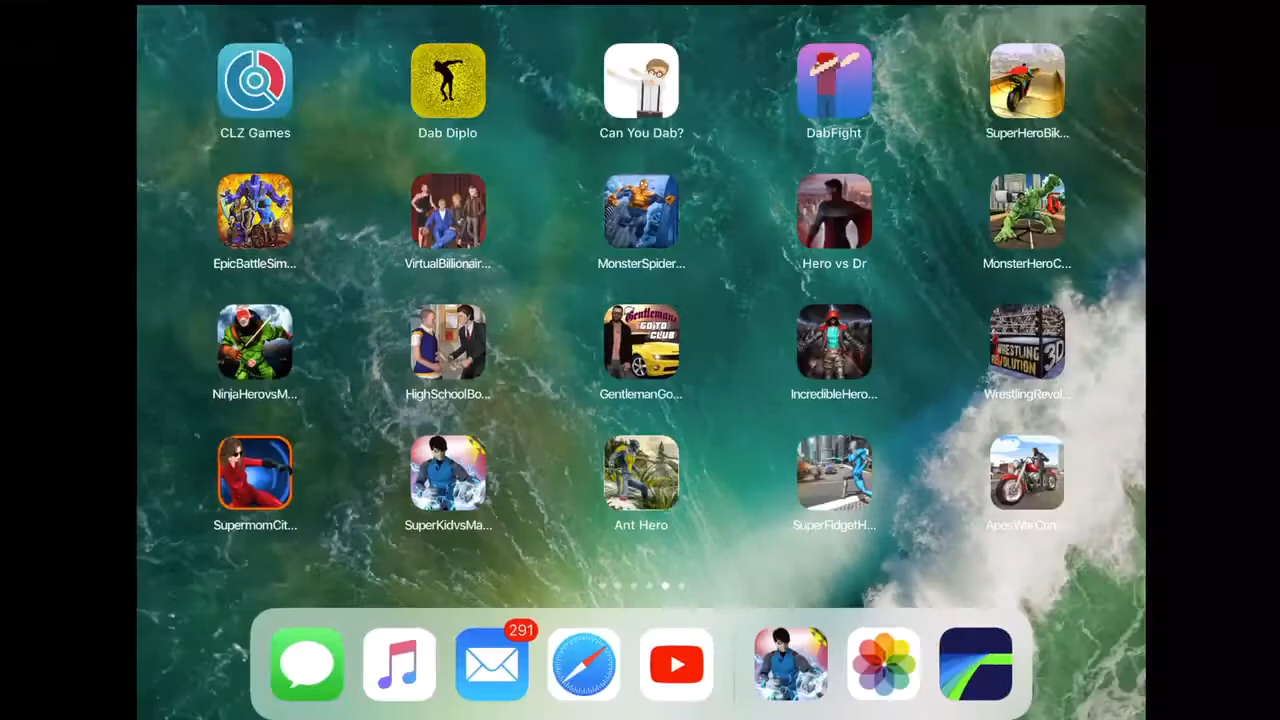 CLZ Games
Dab Diplo
Can You Dab?
DabFight
SuperHeroBik...
EpicBattleSim...
VirtualBillionair...
MonsterSpider...
Hero vs Dr
MonsterHeroC...
Gentleman
GO TO
CLUB
WRESTLING
REVOLUTION 3D
NinjaHerovsM...
HighSchoolBo...
GentlemanGo...
IncredibleHero...
WrestlingRevol...
SupermomCit...
SuperKidvsMa...
Ant Hero
SuperFidgetH...
ApesWarCon...
291